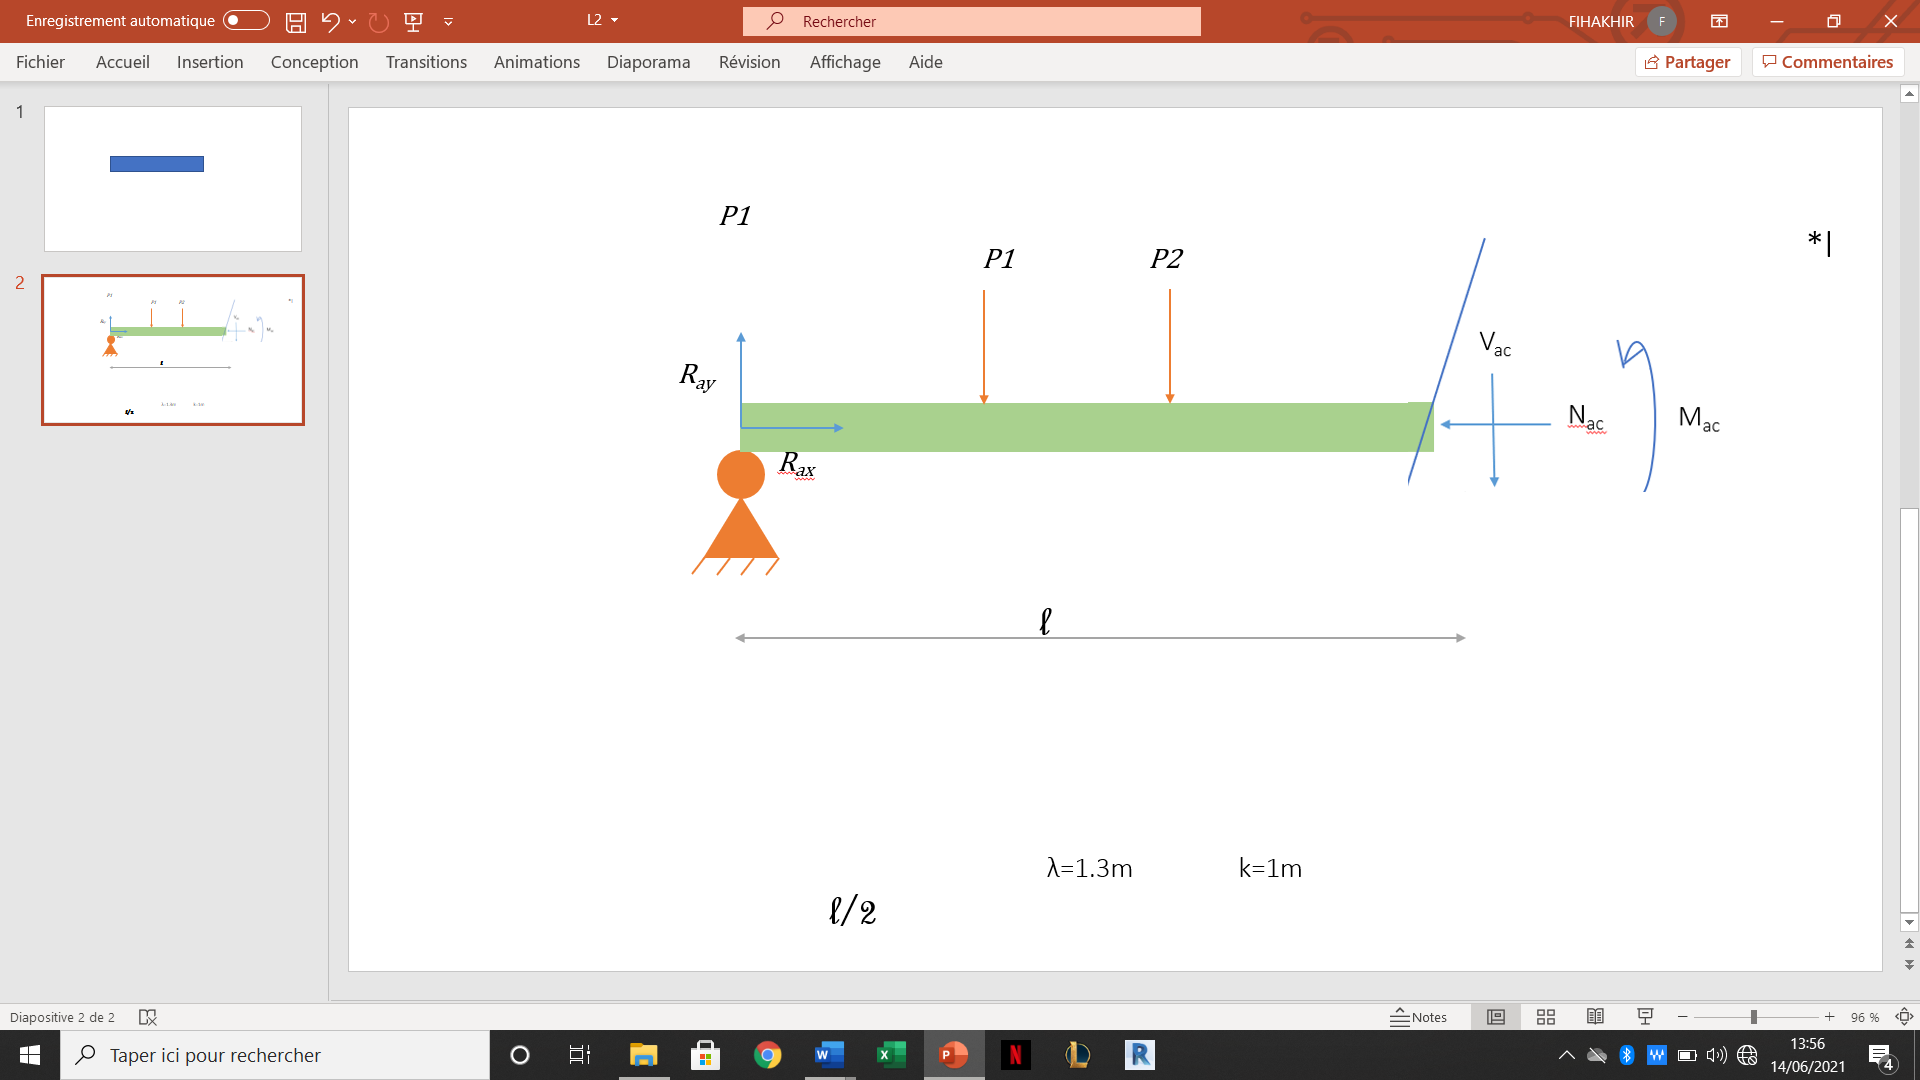 Enregistrement automatique
L2
Rechercher
FIHAKHIR
F
Fichier Accueil Insertion Conception Transitions Animations Diaporama Révision Affichage Aide
Partager
Commentaires
1
2
P1
P1
P2
*|
Ray
Rax
Vac
Nac
Mac
ℓ
λ=1.3m
k=1m
ℓ/2
Diapositive 2 de 2
Notes
96 %
Taper ici pour rechercher
13:56
14/06/2021
4